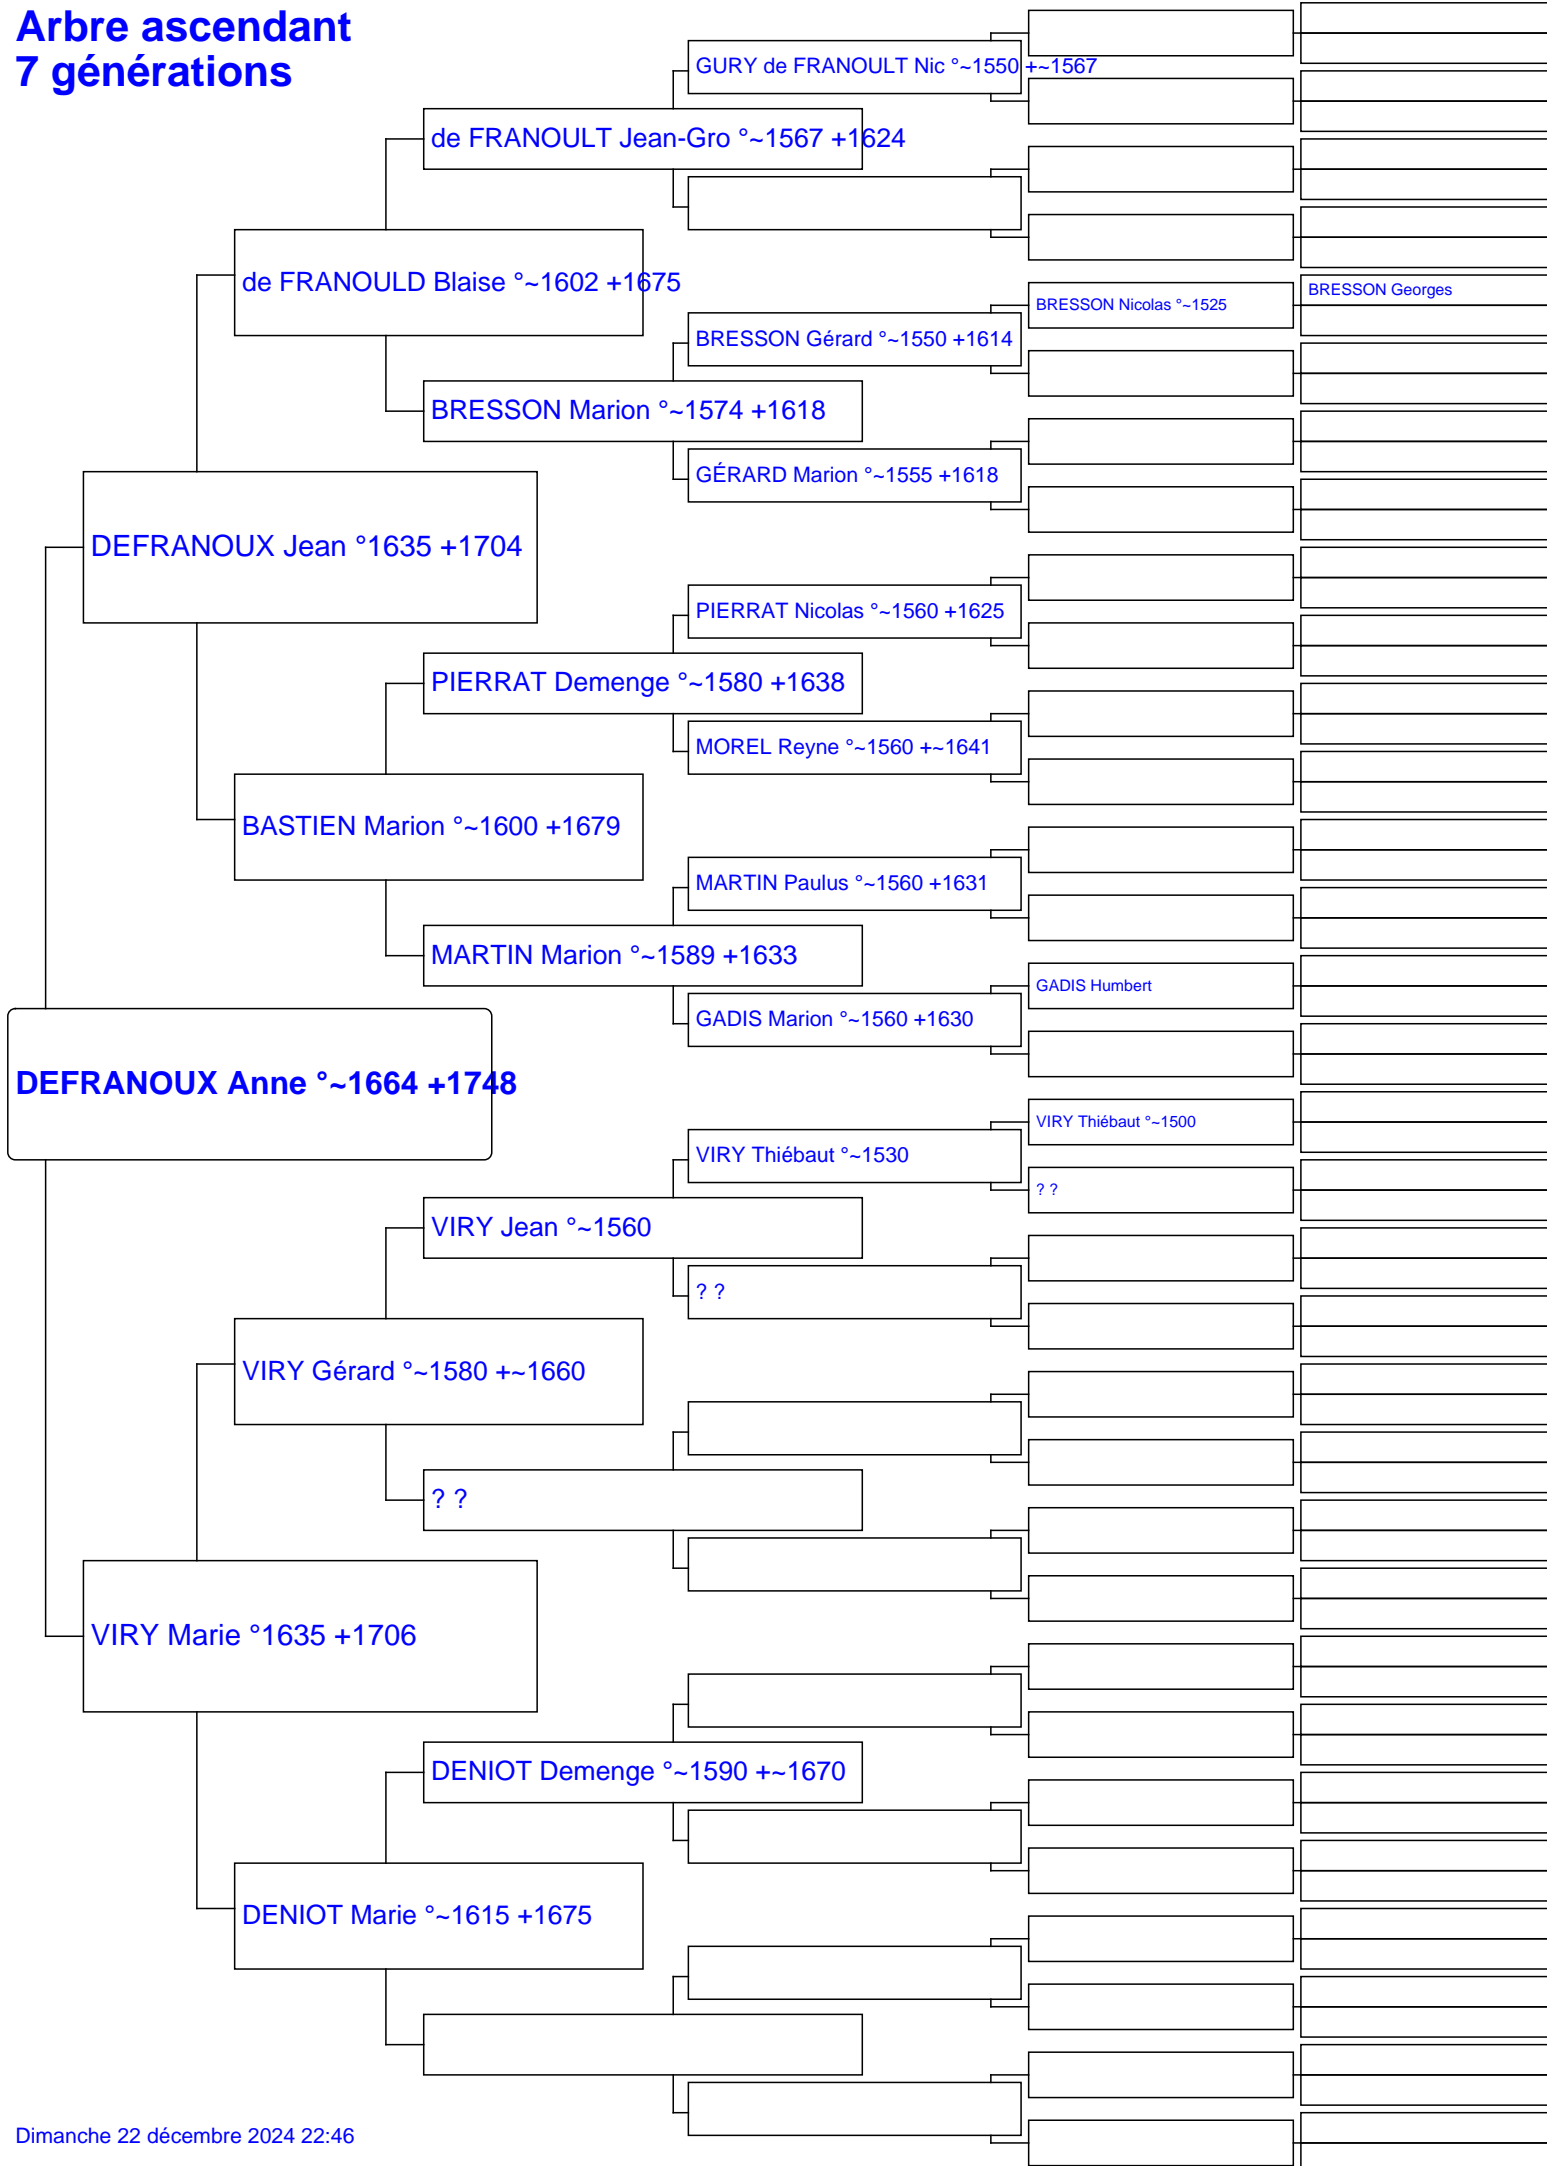 Arbre ascendant
7 générations
GURY de FRANOULT Nic °~1550 +~1567
de FRANOULT Jean-Gro °~1567 +1624
de FRANOULD Blaise °~1602 +1675
BRESSON Georges
BRESSON Nicolas °~1525
BRESSON Gérard °~1550 +1614
BRESSON Marion °~1574 +1618
GÉRARD Marion °~1555 +1618
DEFRANOUX Jean °1635 +1704
PIERRAT Nicolas °~1560 +1625
PIERRAT Demenge °~1580 +1638
MOREL Reyne °~1560 +~1641
BASTIEN Marion °~1600 +1679
MARTIN Paulus °~1560 +1631
MARTIN Marion °~1589 +1633
GADIS Humbert
GADIS Marion °~1560 +1630
DEFRANOUX Anne °~1664 +1748
VIRY Thiébaut °~1500
VIRY Thiébaut °~1530
? ?
VIRY Jean °~1560
? ?
VIRY Gérard °~1580 +~1660
? ?
VIRY Marie °1635 +1706
DENIOT Demenge °~1590 +~1670
DENIOT Marie °~1615 +1675
Dimanche 22 décembre 2024 22:46